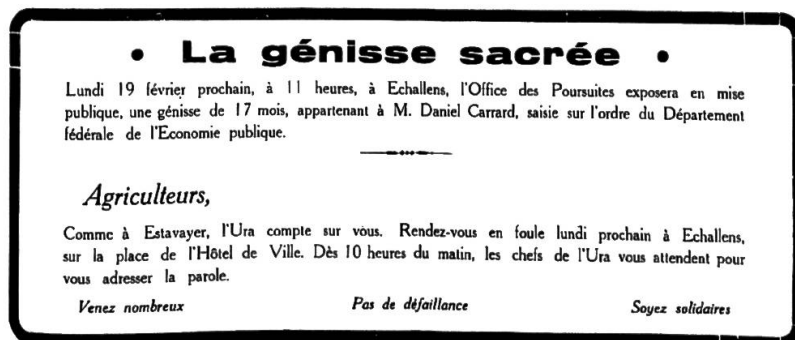 • La génisse sacrée •
Lundi 19 février prochain, à 11 heures, à Echallens, l'Office des Poursuites exposera en mise
publique, une génisse de 17 mois, appartenant à M. Daniel Carrard, saisie sur l'ordre du Département
fédérale de l'Economie publique.
Agriculteurs,
Comme à Estavayer, l'Ura compte sur vous. Rendez-vous en foule lundi prochain à Echallens,
sur la place de l'Hôtel de Ville. Dès 10 heures du matin, les chefs de l'Ura vous attendent pour
vous adresser la parole.
Venez nombreux Pas de défaillance Soyez solidaires